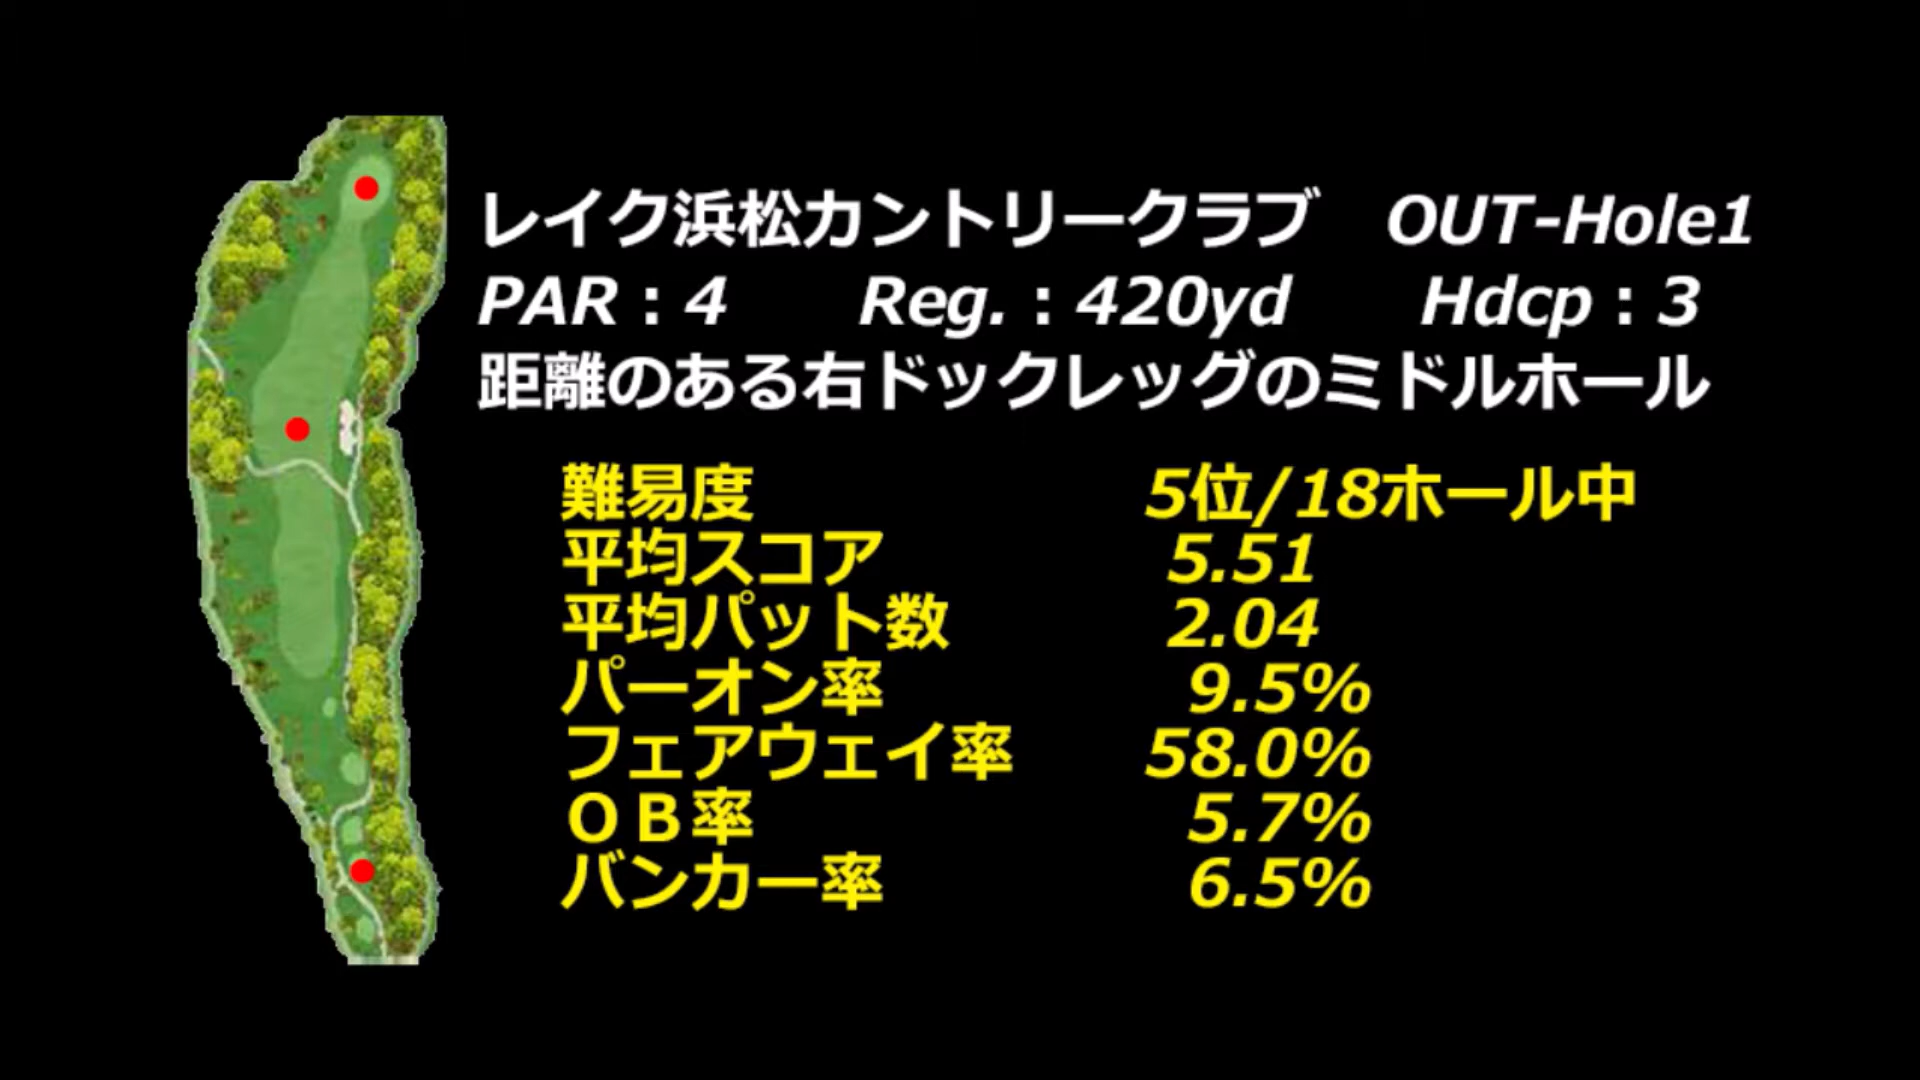 レイク浜松カントリークラブ　OUT-Hole1
PAR：4　　Reg.：420yd　　Hdcp：3
距離のある右ドックレッグのミドルホール
難易度　5位/18ホール中
平均スコア　5.51
平均パット数　2.04
パーオン率　9.5%
フェアウェイ率　58.0%
ＯＢ率　5.7%
バンカー率　6.5%